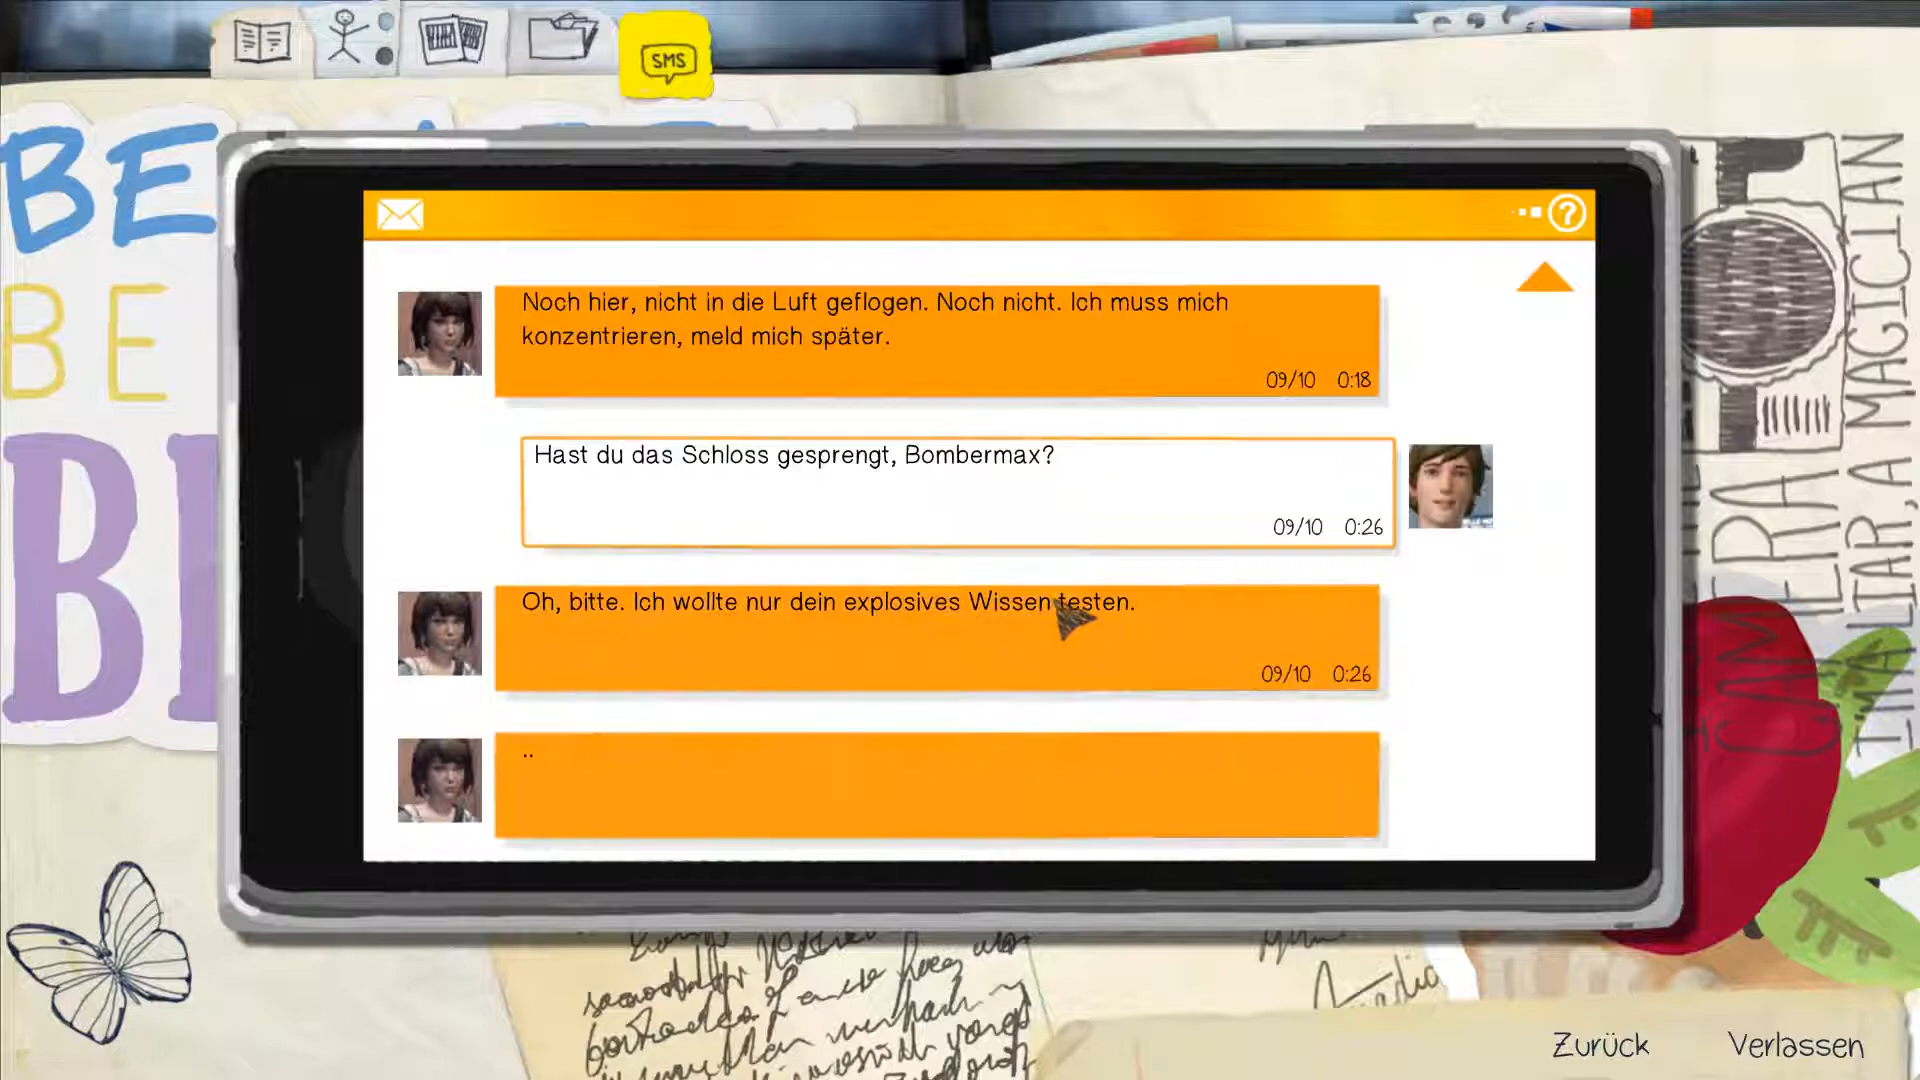 SMS
BE
BE
Noch hier, nicht in die Luft geflogen. Noch nicht. Ich muss mich
konzentrieren, meld mich später.
09/10 0:18
Hast du das Schloss gesprengt, Bombermax?
09/10 0:26
Oh, bitte. Ich wollte nur dein explosives Wissen testen.
09/10 0:26
..
A MAGICIAN
LIAR, A
Zurück
Verlassen